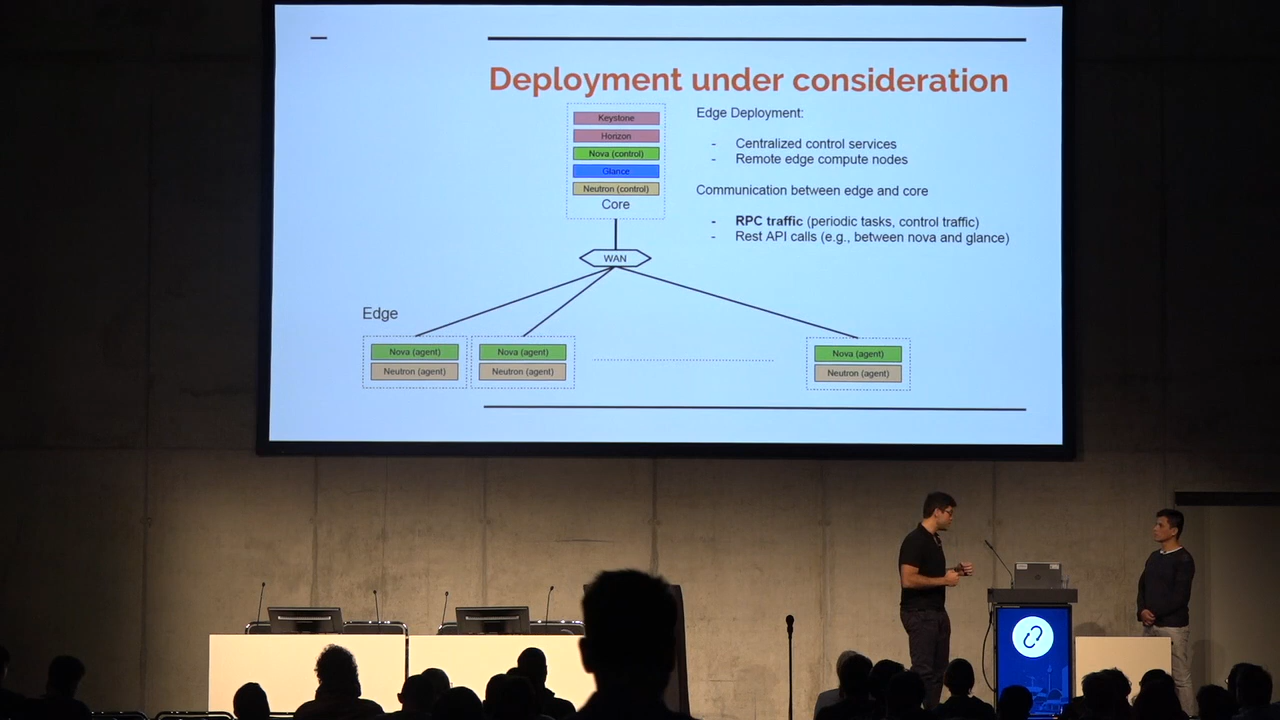 Deployment under consideration
Keystone
Horizon
Nova (control)
Glance
Neutron (control)
Core
WAN
Edge Deployment:
- Centralized control services
- Remote edge compute nodes
Communication between edge and core
- RPC traffic (periodic tasks, control traffic)
- Rest API calls (e.g., between nova and glance)
Edge
Nova (agent)
Neutron (agent)
Nova (agent)
Neutron (agent)
Nova (agent)
Neutron (agent)